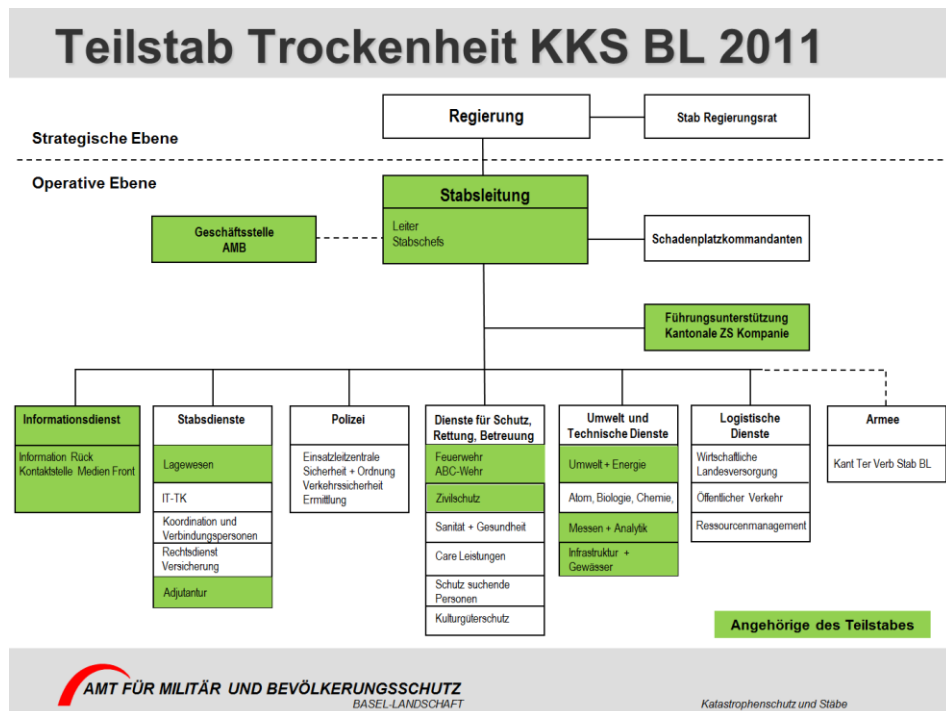 Teilstab Trockenheit KKS BL 2011
Regierung
Stab Regierungsrat
Strategische Ebene
Operative Ebene
Stabsleitung
Leiter
Stabschefs
Geschäftsstelle
AMB
Schadenplatzkommandanten
Führungsunterstützung
Kantonale ZS Kompanie
Informationsdienst
Information Rück
Kontaktstelle Medien Front
Stabsdienste
Lagewesen
IT-TK
Koordination und
Verbindungspersonen
Rechtsdienst
Versicherung
Adjutantur
Polizei
Einsatzleitzentrale
Sicherheit + Ordnung
Verkehrssicherheit
Ermittlung
Dienste für Schutz,
Rettung, Betreuung
Feuerwehr
ABC-Wehr
Zivilschutz
Sanität + Gesundheit
Care Leistungen
Schutz suchende
Personen
Kulturgüterschutz
Umwelt und
Technische Dienste
Umwelt + Energie
Atom, Biologie, Chemie,
Messen + Analytik
Infrastruktur +
Gewässer
Logistische
Dienste
Wirtschaftliche
Landesversorgung
Öffentlicher Verkehr
Ressourcenmanagement
Armee
Kant Ter Verb Stab BL
Angehörige des Teilstabes
AMT FÜR MILITÄR UND BEVÖLKERUNGSSCHUTZ
BASEL-LANDSCHAFT
Katastrophenschutz und Stäbe